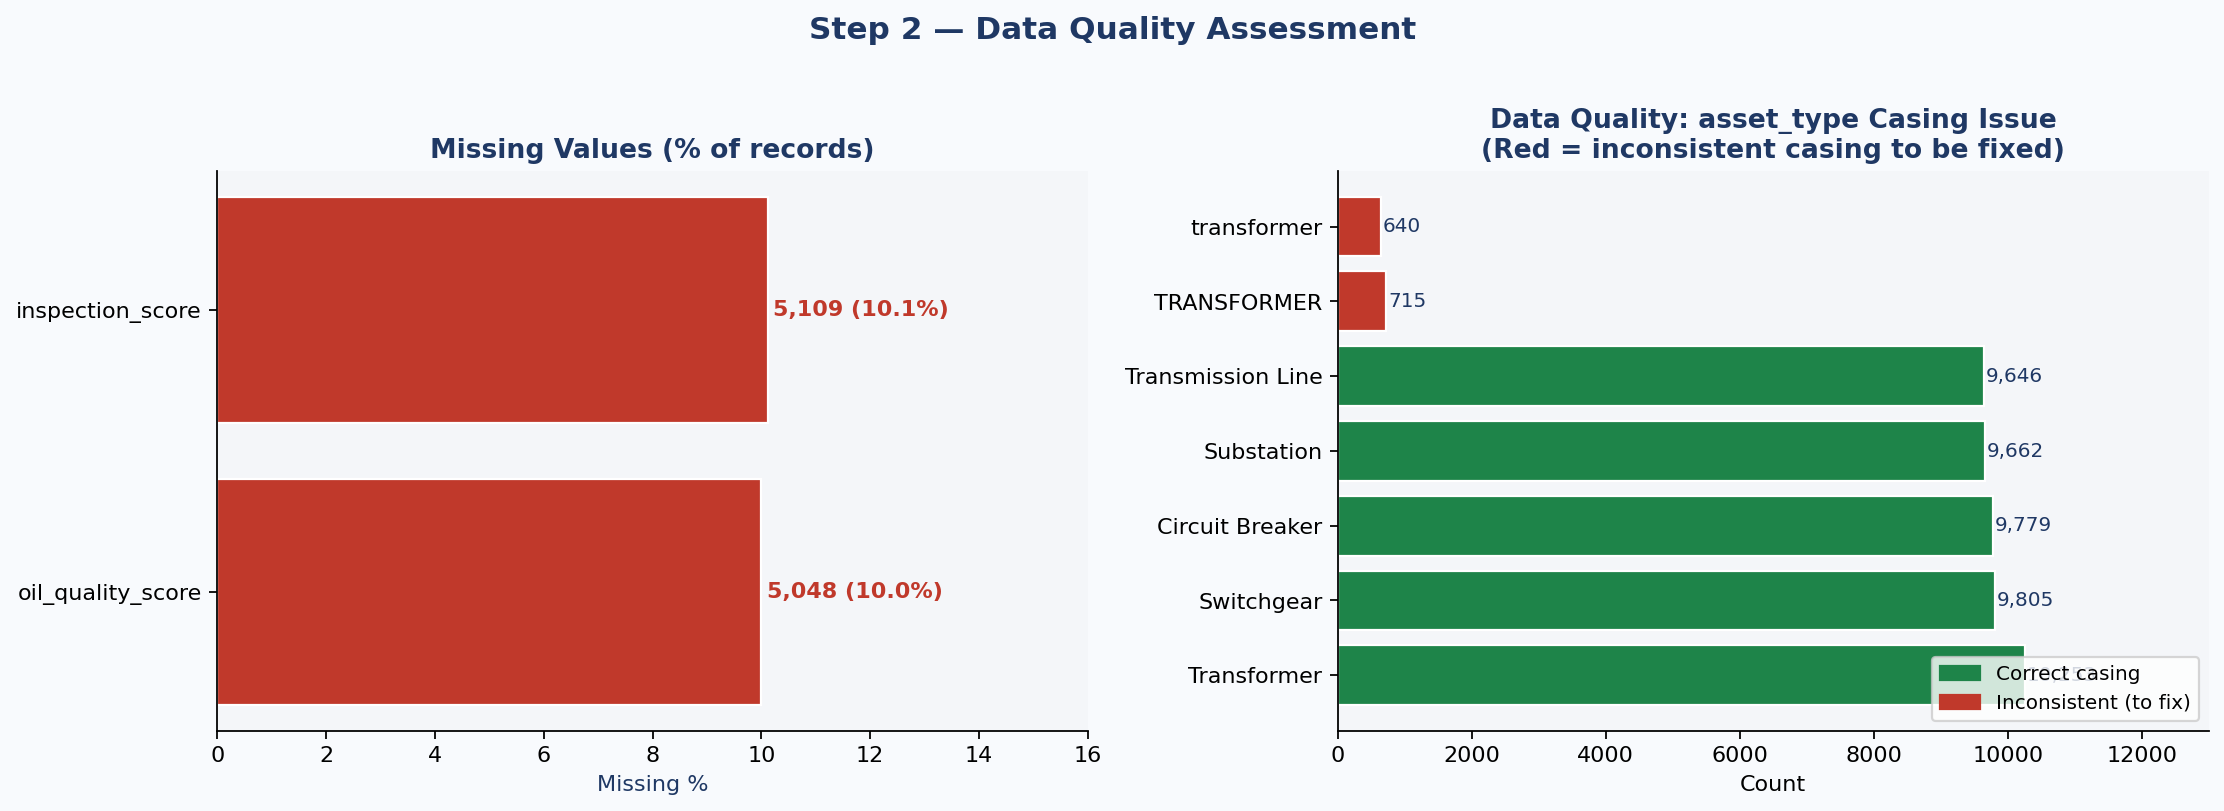 Step 2 — Data Quality Assessment
Missing Values (% of records)
inspection_score
5,109 (10.1%)
oil_quality_score
5,048 (10.0%)
0 2 4 6 8 10 12 14 16
Missing %
Data Quality: asset_type Casing Issue
(Red = inconsistent casing to be fixed)
transformer 640
TRANSFORMER 715
Transmission Line 9,646
Substation 9,662
Circuit Breaker 9,779
Switchgear 9,805
Transformer
Correct casing
Inconsistent (to fix)
0 2000 4000 6000 8000 10000 12000
Count